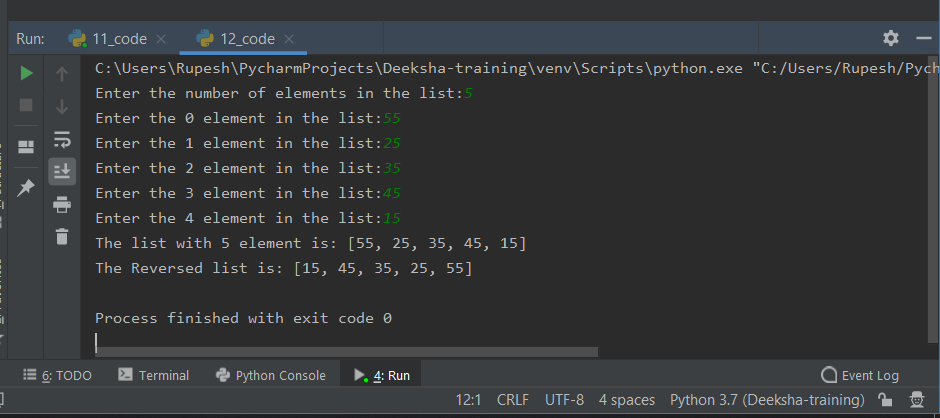 Run: 11_code 12_code
C:\Users\Rupesh\PycharmProjects\Deeksha-training\venv\Scripts\python.exe "C:/Users/Rupesh/Pych
Enter the number of elements in the list:5
Enter the 0 element in the list:55
Enter the 1 element in the list:25
Enter the 2 element in the list:35
Enter the 3 element in the list:45
Enter the 4 element in the list:15
The list with 5 element is: [55, 25, 35, 45, 15]
The Reversed list is: [15, 45, 35, 25, 55]
Process finished with exit code 0
6: TODO Terminal Python Console 4: Run Event Log
12:1 CRLF UTF-8 4 spaces Python 3.7 (Deeksha-training)